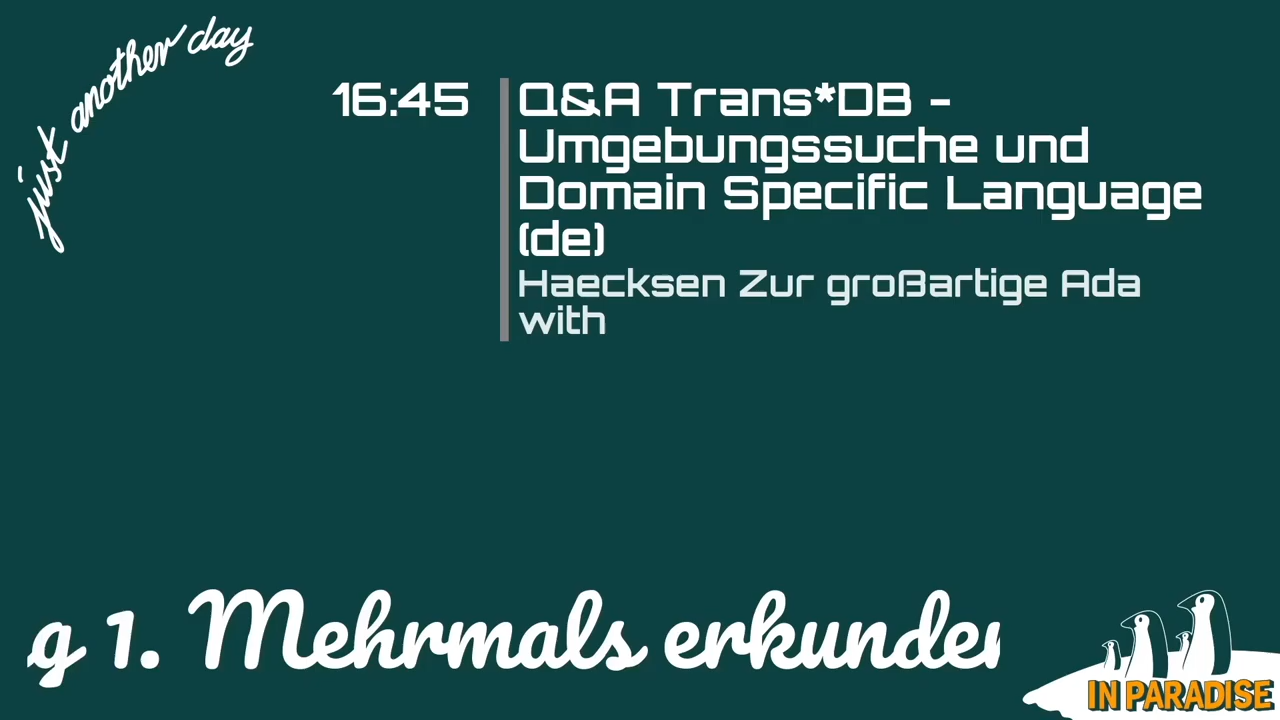 just another day
16:45
Q&A Trans*DB -
Umgebungssuche und
Domain Specific Language
(de)
Haecksen Zur großartige Ada
with
g 1. Mehrmals erkunden
IN PARADISE